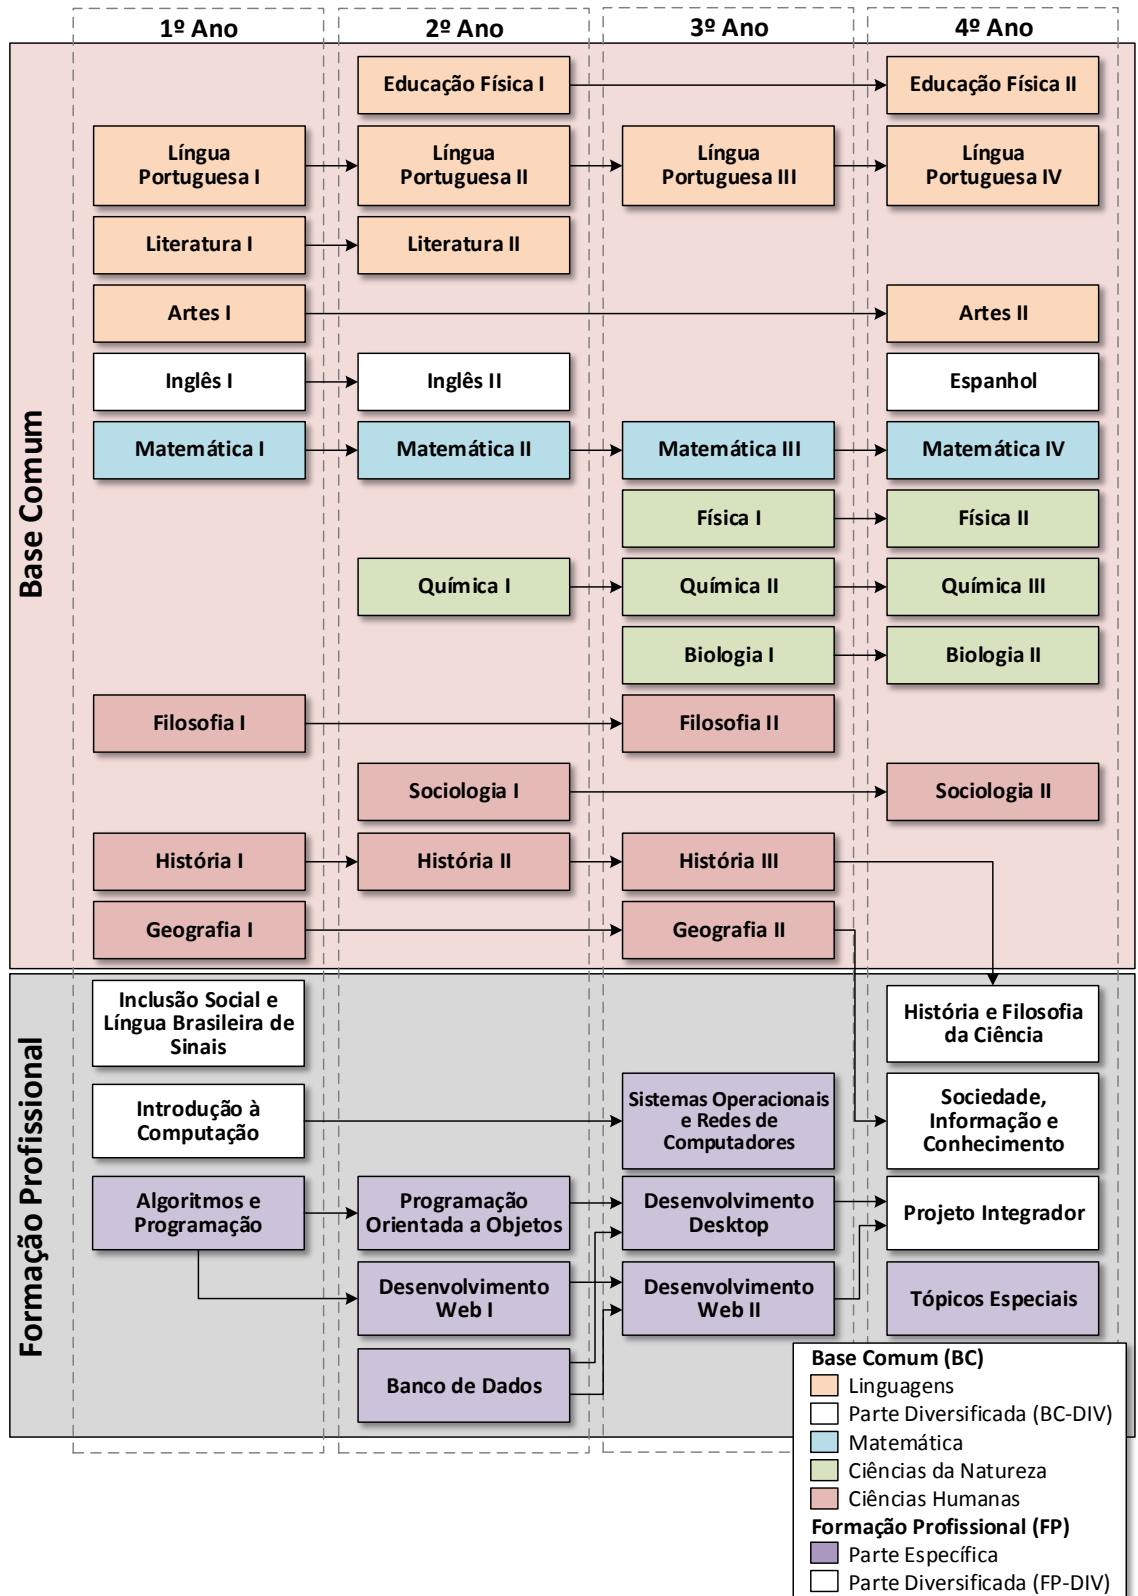 1º Ano
2º Ano
3º Ano
4º Ano
Base Comum
Educação Física I
Educação Física II
Língua
Portuguesa I
Língua
Portuguesa II
Língua
Portuguesa III
Língua
Portuguesa IV
Literatura I
Literatura II
Artes I
Artes II
Inglês I
Inglês II
Espanhol
Matemática I
Matemática II
Matemática III
Matemática IV
Física I
Física II
Química I
Química II
Química III
Biologia I
Biologia II
Filosofia I
Filosofia II
Sociologia I
Sociologia II
História I
História II
História III
Geografia I
Geografia II
Formação Profissional
Inclusão Social e
Língua Brasileira de
Sinais
História e Filosofia
da Ciência
Introdução à
Computação
Sistemas Operacionais
e Redes de
Computadores
Sociedade,
Informação e
Conhecimento
Algoritmos e
Programação
Programação
Orientada a Objetos
Desenvolvimento
Desktop
Projeto Integrador
Desenvolvimento
Web I
Desenvolvimento
Web II
Tópicos Especiais
Banco de Dados
Base Comum (BC)
Linguagens
Parte Diversificada (BC-DIV)
Matemática
Ciências da Natureza
Ciências Humanas
Formação Profissional (FP)
Parte Específica
Parte Diversificada (FP-DIV)